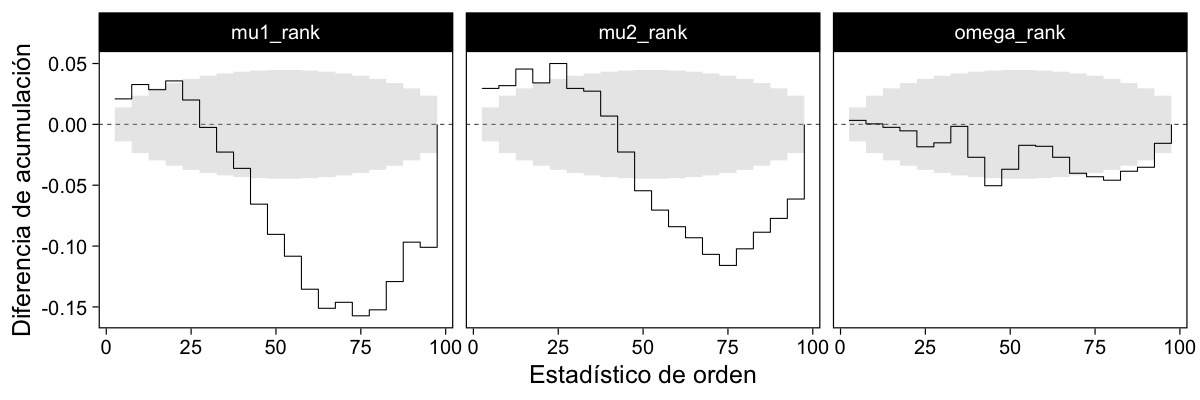 mu1_rank mu2_rank omega_rank
Diferencia de acumulación
0.05
0.00
-0.05
-0.10
-0.15
0 25 50 75 100 0 25 50 75 100 0 25 50 75 100
Estadístico de orden